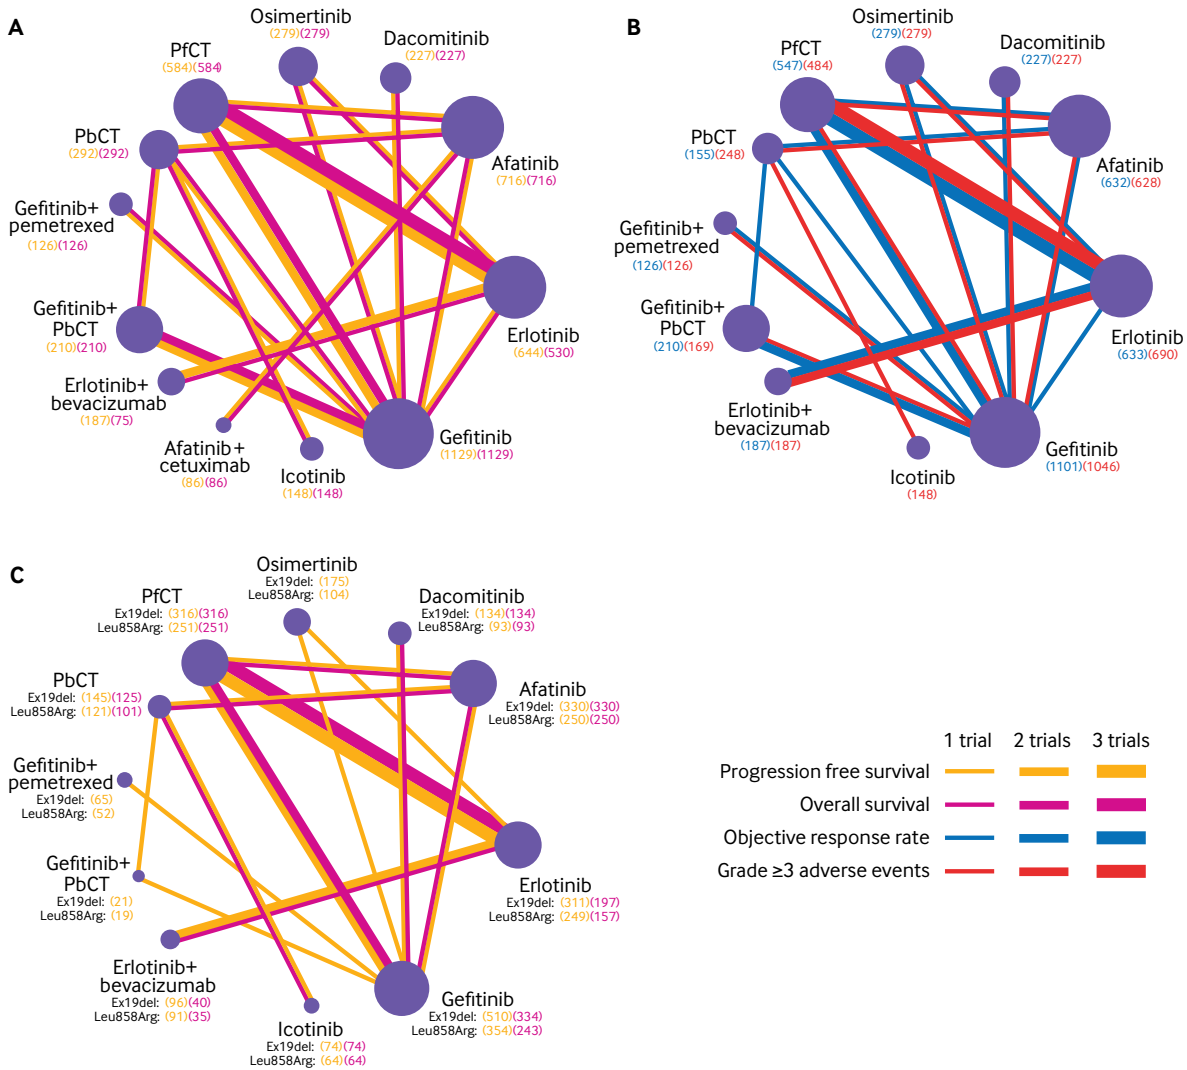 A
Osimertinib
(279)(279)
Dacomitinib
(227)(227)
PfCT
(584)(584)
PbCT
(292)(292)
Afatinib
(716)(716)
Gefitinib+
pemetrexed
(126)(126)
Gefitinib+
PbCT
(210)(210)
Erlotinib
(644)(530)
Erlotinib+
bevacizumab
(187)(75)
Afatinib+
cetuximab
(86)(86)
Icotinib
(148)(148)
Gefitinib
(1129)(1129)
B
Osimertinib
(279)(279)
Dacomitinib
(227)(227)
PfCT
(547)(484)
PbCT
(155)(248)
Afatinib
(632)(628)
Gefitinib+
pemetrexed
(126)(126)
Gefitinib+
PbCT
(210)(169)
Erlotinib
(633)(690)
Erlotinib+
bevacizumab
(187)(187)
Icotinib
(148)
Gefitinib
(1101)(1046)
C
Osimertinib
Ex19del: (175)
Leu858Arg: (104)
Dacomitinib
Ex19del: (134)(134)
Leu858Arg: (93)(93)
PfCT
Ex19del: (316)(316)
Leu858Arg: (251)(251)
PbCT
Ex19del: (145)(125)
Leu858Arg: (121)(101)
Afatinib
Ex19del: (330)(330)
Leu858Arg: (250)(250)
Gefitinib+
pemetrexed
Ex19del: (65)
Leu858Arg: (52)
Gefitinib+
PbCT
Ex19del: (21)
Leu858Arg: (19)
Erlotinib
Ex19del: (311)(197)
Leu858Arg: (249)(157)
Erlotinib+
bevacizumab
Ex19del: (96)(40)
Leu858Arg: (91)(35)
Icotinib
Ex19del: (74)(74)
Leu858Arg: (64)(64)
Gefitinib
Ex19del: (510)(334)
Leu858Arg: (354)(243)
1 trial 2 trials 3 trials
Progression free survival
Overall survival
Objective response rate
Grade ≥3 adverse events